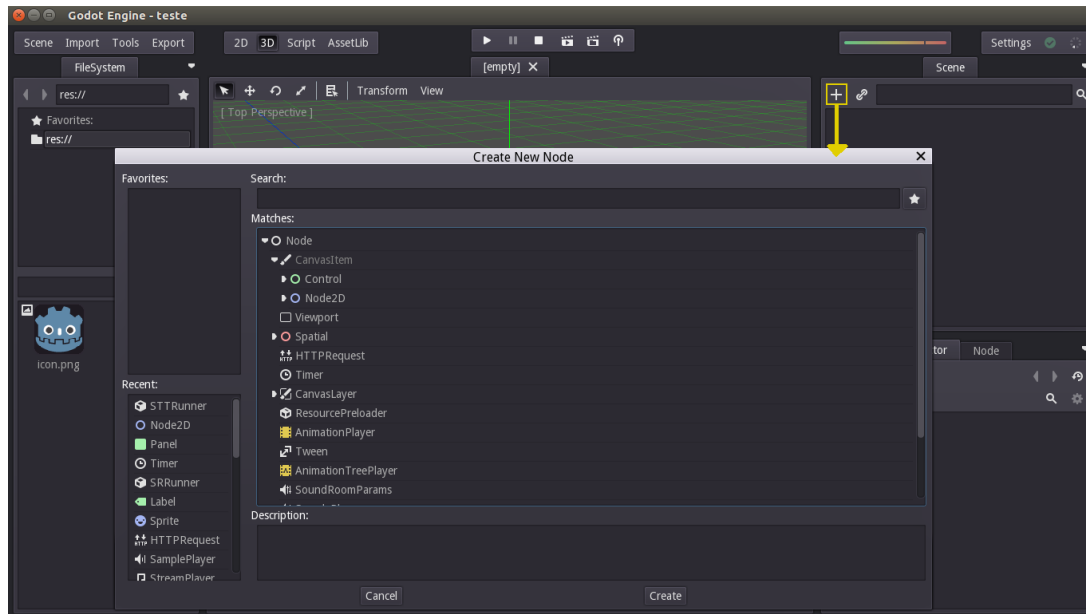 Godot Engine - teste
Scene Import Tools Export 2D 3D Script AssetLib Settings
FileSystem [empty] Scene
res:// Transform View
[ Top Perspective ]
Favorites:
res://
Create New Node
Favorites: Search:
Matches:
Node
CanvasItem
Control
Node2D
Viewport
Spatial
HTTPRequest
Timer
CanvasLayer
ResourcePreloader
AnimationPlayer
Tween
AnimationTreePlayer
SoundRoomParams
icon.png
Recent:
STTRunner
Node2D
Panel
Timer
SRRunner
Label
Sprite
HTTPRequest
SamplePlayer
StreamPlayer
Description:
Cancel Create
tor Node